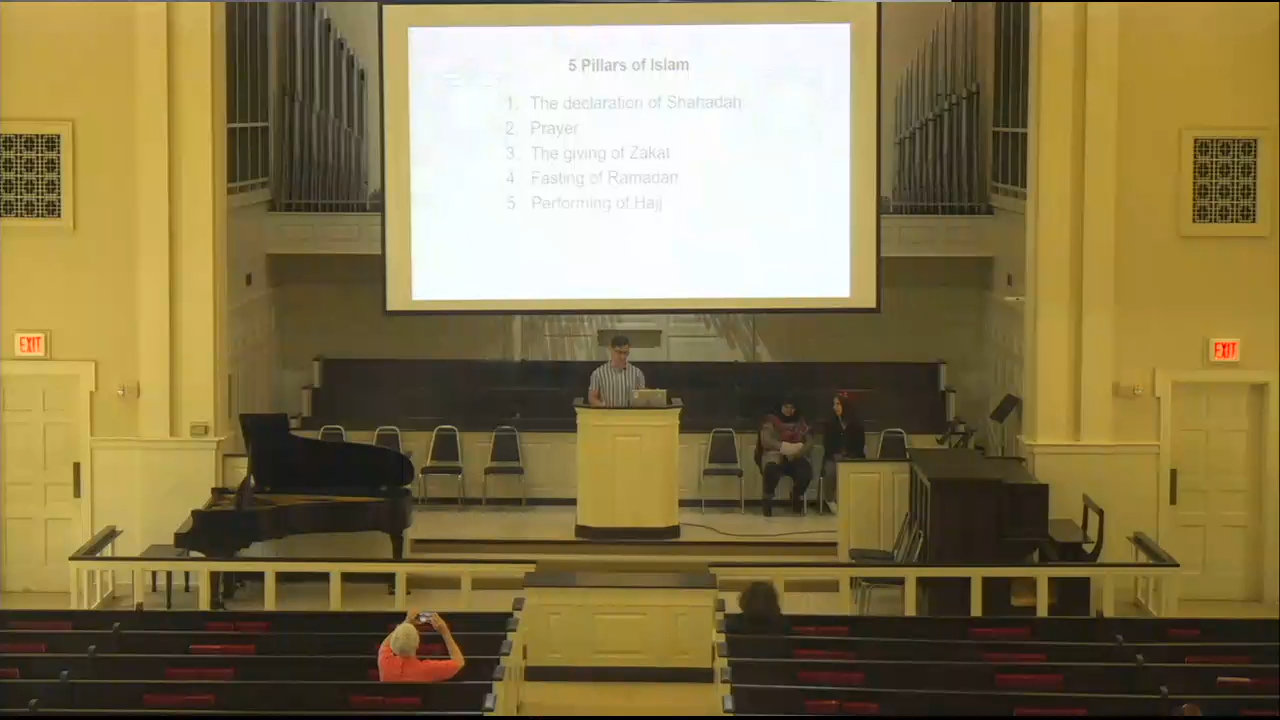 5 Pillars of Islam
1. The declaration of Shahadah
2. Prayer
3. The giving of Zakat
4. Fasting of Ramadan
5. Performing of Hajj
EXIT
EXIT